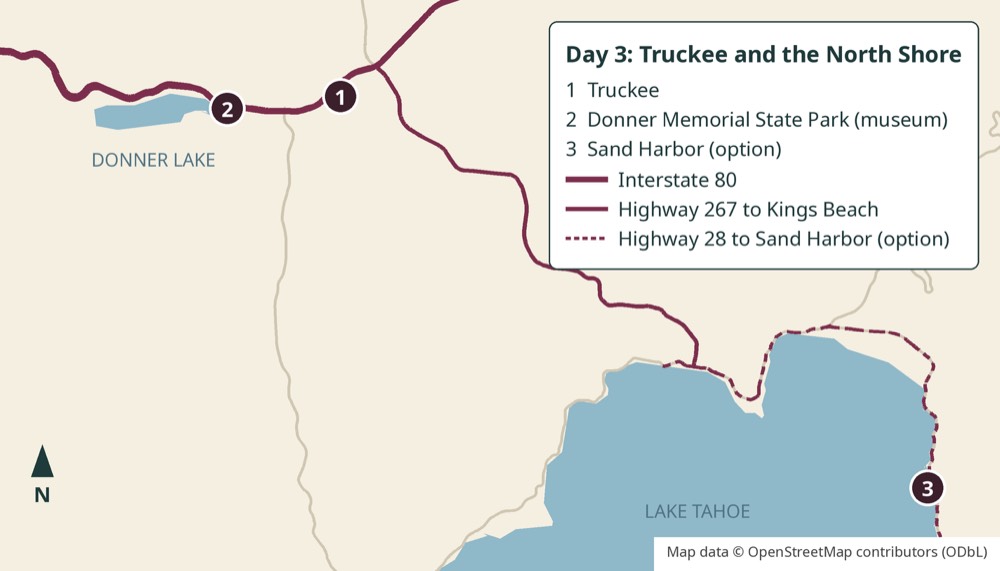 Day 3: Truckee and the North Shore
1 Truckee
2 Donner Memorial State Park (museum)
3 Sand Harbor (option)
Interstate 80
Highway 267 to Kings Beach
Highway 28 to Sand Harbor (option)
1
2
DONNER LAKE
N
3
LAKE TAHOE
Map data © OpenStreetMap contributors (ODbL)